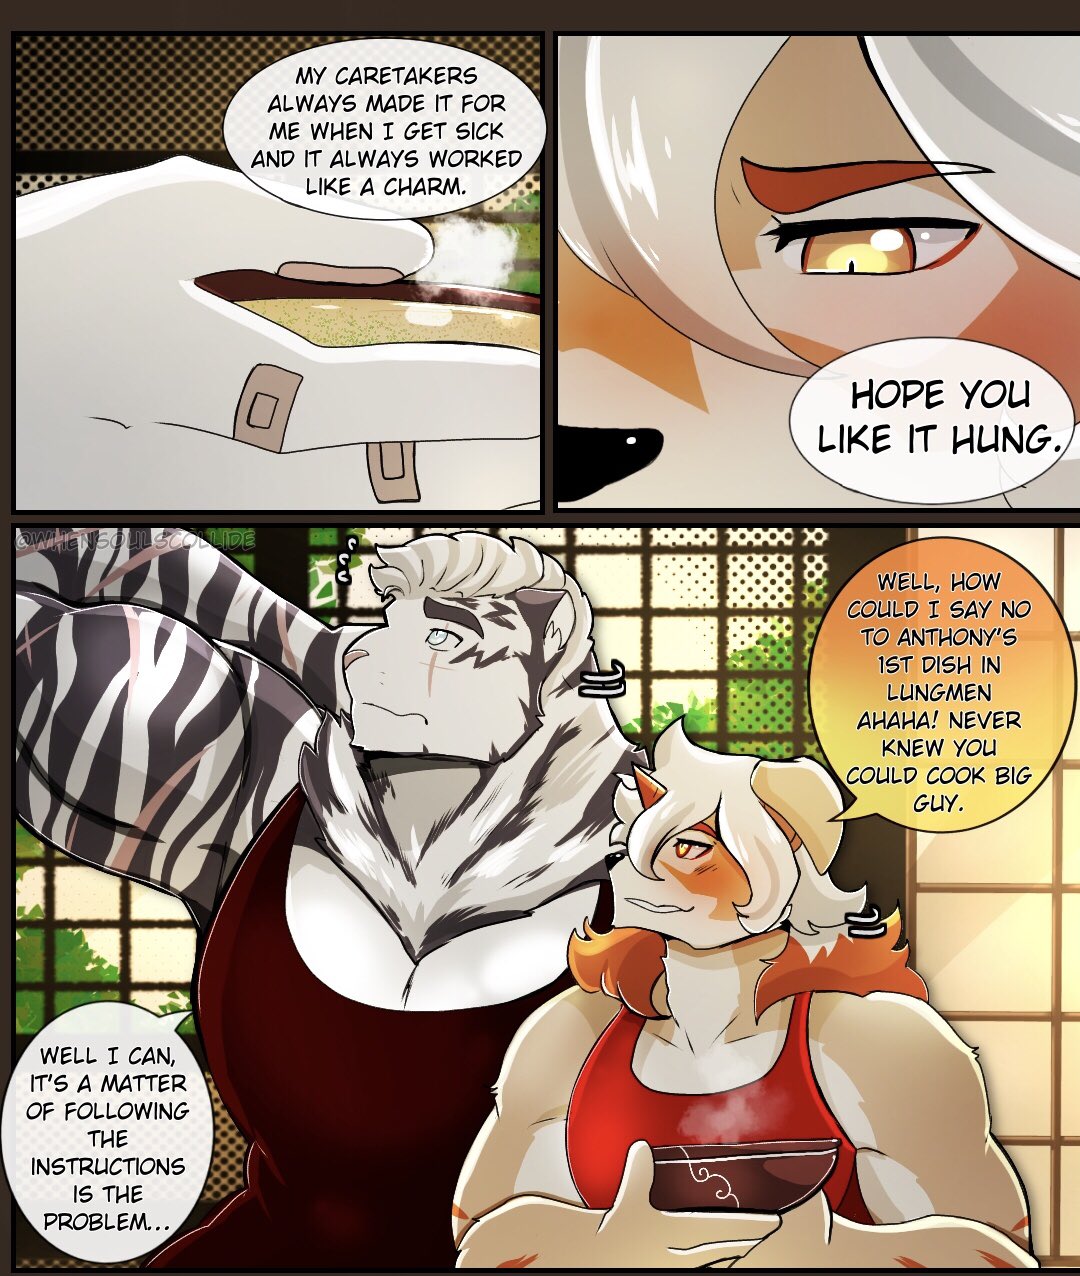 MY CARETAKERS
ALWAYS MADE IT FOR
ME WHEN I GET SICK
AND IT ALWAYS WORKED
LIKE A CHARM.
HOPE YOU
LIKE IT HUNG.
@WHENSOULSCOLLIDE
WELL, HOW
COULD I SAY NO
TO ANTHONY'S
1ST DISH IN
LUNGMEN
AHAHA! NEVER
KNEW YOU
COULD COOK BIG
GUY.
WELL I CAN,
IT'S A MATTER
OF FOLLOWING
THE
INSTRUCTIONS
IS THE
PROBLEM...